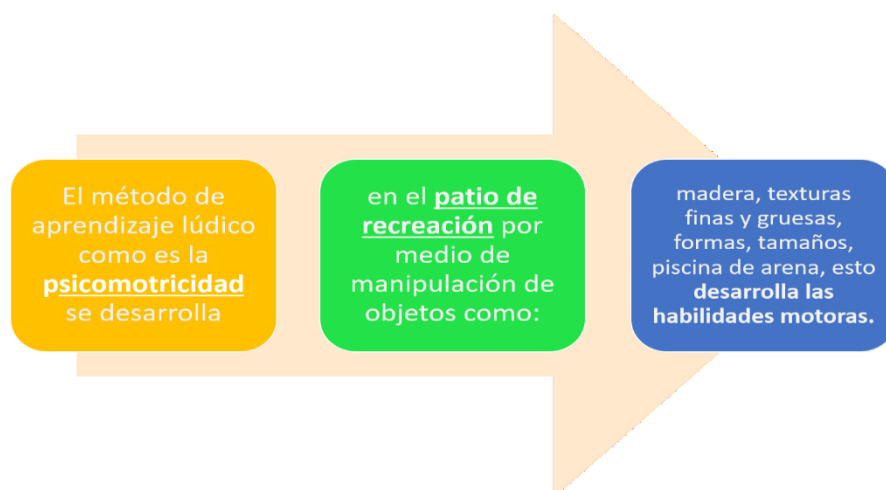 El método de
aprendizaje lúdico
como es la
psicomotricidad
se desarrolla
en el patio de
recreación por
medio de
manipulación de
objetos como:
madera, texturas
finas y gruesas,
formas, tamaños,
piscina de arena, esto
desarrolla las
habilidades motoras.